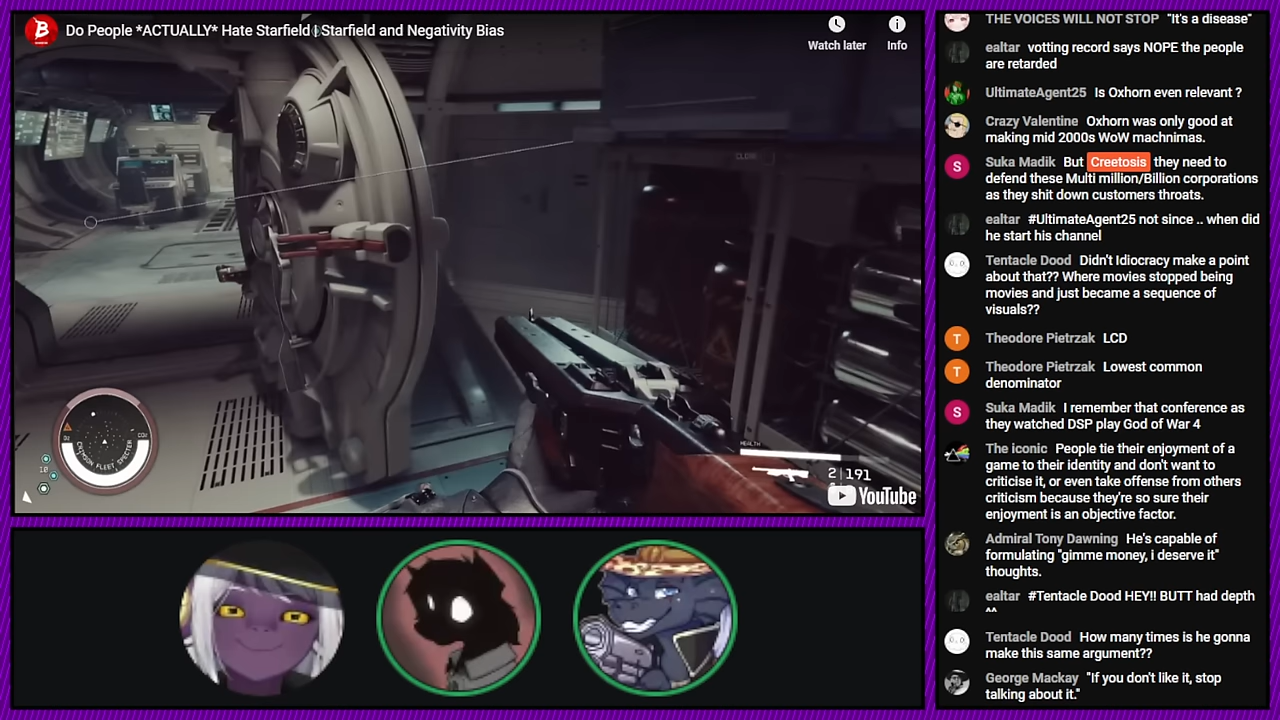 Do People *ACTUALLY* Hate Starfield | Starfield and Negativity Bias
Watch later
Info
CRIMSON FLEET SPECTER
HEALTH
2|191
YouTube
THE VOICES WILL NOT STOP "It's a disease"
ealtar votting record says NOPE the people
are retarded
UltimateAgent25 Is Oxhorn even relevant ?
Crazy Valentine Oxhorn was only good at
making mid 2000s WoW machnimas.
S
Suka Madik But Creetosis they need to
defend these Multi million/Billion corporations
as they shit down customers throats.
ealtar #UltimateAgent25 not since .. when did
he start his channel
Tentacle Dood Didn't Idiocracy make a point
about that?? Where movies stopped being
movies and just became a sequence of
visuals??
T
Theodore Pietrzak LCD
T
Theodore Pietrzak Lowest common
denominator
S
Suka Madik I remember that conference as
they watched DSP play God of War 4
The iconic People tie their enjoyment of a
game to their identity and don't want to
criticise it, or even take offense from others
criticism because they're so sure their
enjoyment is an objective factor.
Admiral Tony Dawning He's capable of
formulating "gimme money, i deserve it"
thoughts.
ealtar #Tentacle Dood HEY!! BUTT had depth
^^
Tentacle Dood How many times is he gonna
make this same argument??
George Mackay "If you don't like it, stop
talking about it."